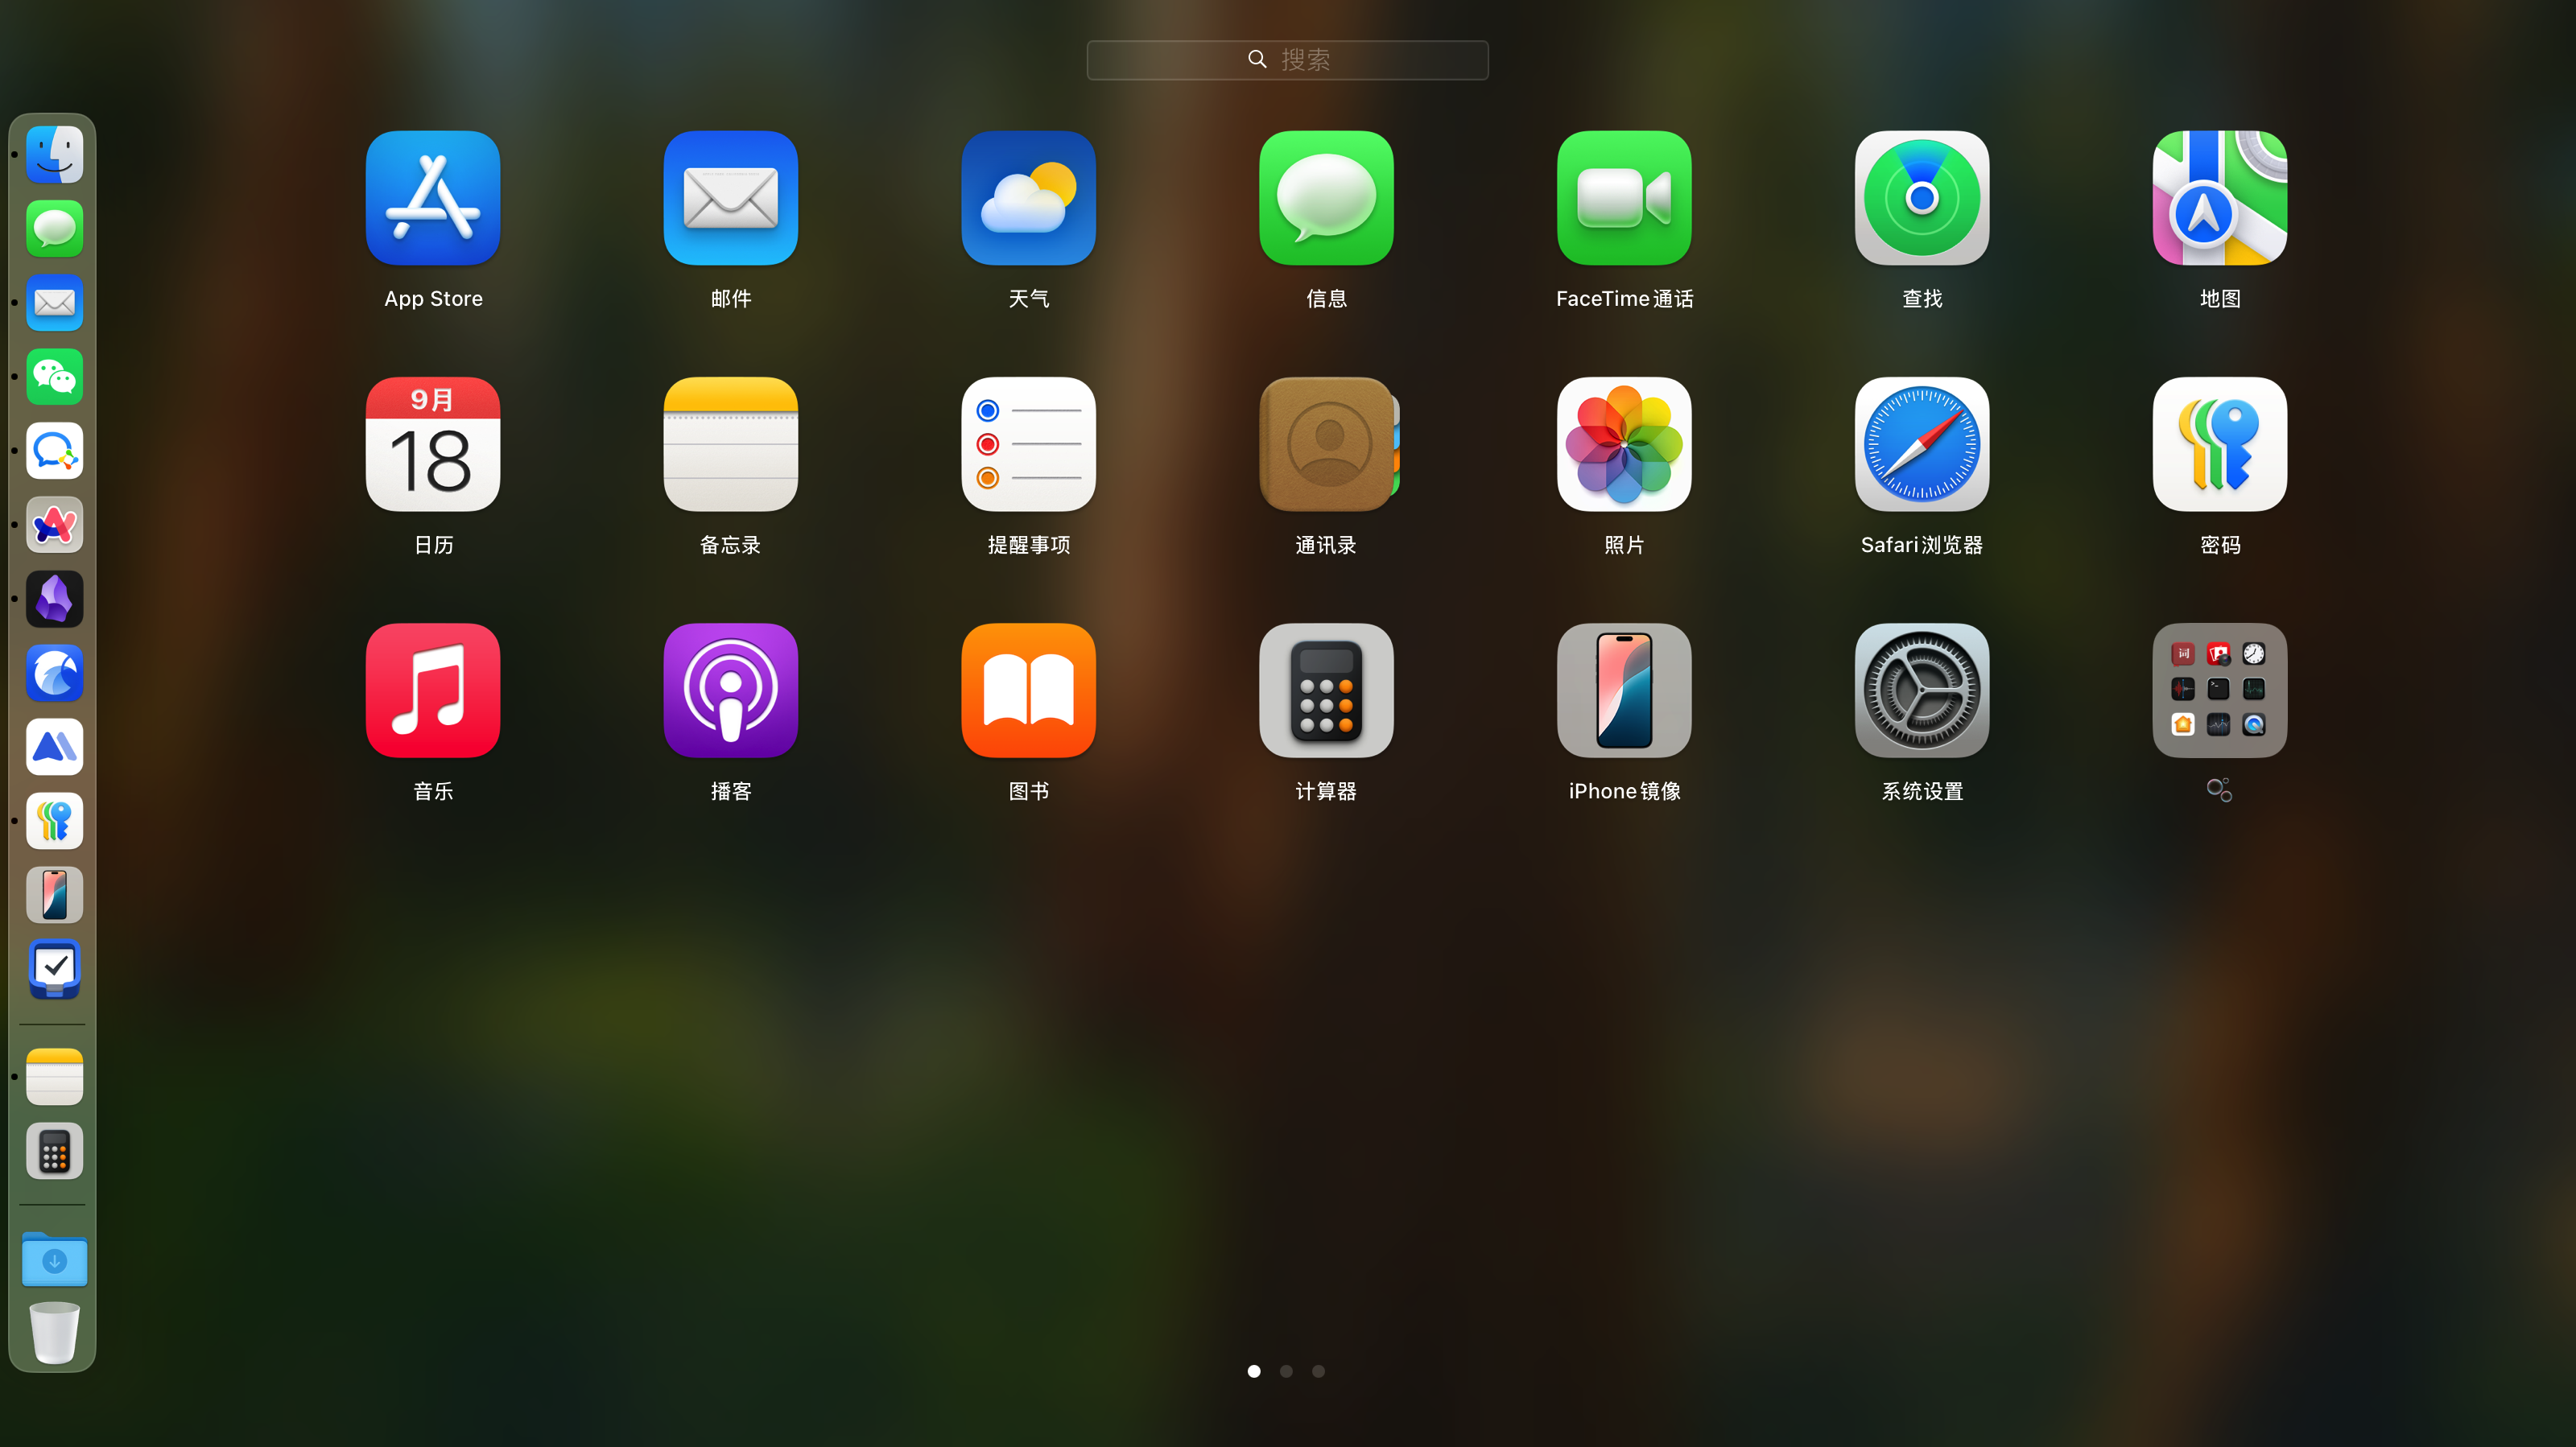 搜索
App Store
邮件
天气
信息
FaceTime通话
查找
地图
9月
18
日历
备忘录
提醒事项
通讯录
照片
Safari浏览器
密码
音乐
播客
图书
计算器
iPhone镜像
系统设置
词